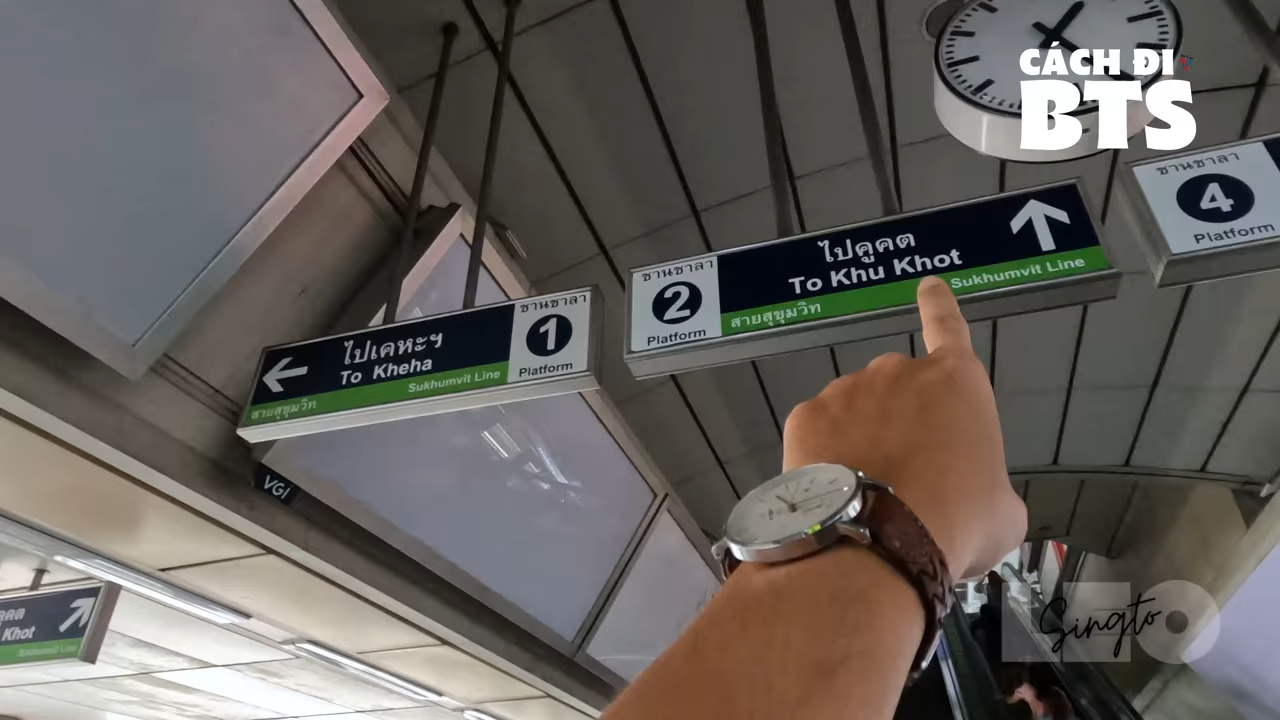 CÁCH ĐI
BTS
ไปเคหะฯ
To Kheha
Sukhumvit Line
สายสุขุมวิท
ชานชาลา
1
Platform
ชานชาลา
2
Platform
ไปคูคต
To Khu Khot
สายสุขุมวิท
Sukhumvit Line
ชานชาลา
4
Platform
VGI
Khot
Sukhumvit Line
LEO
Singto